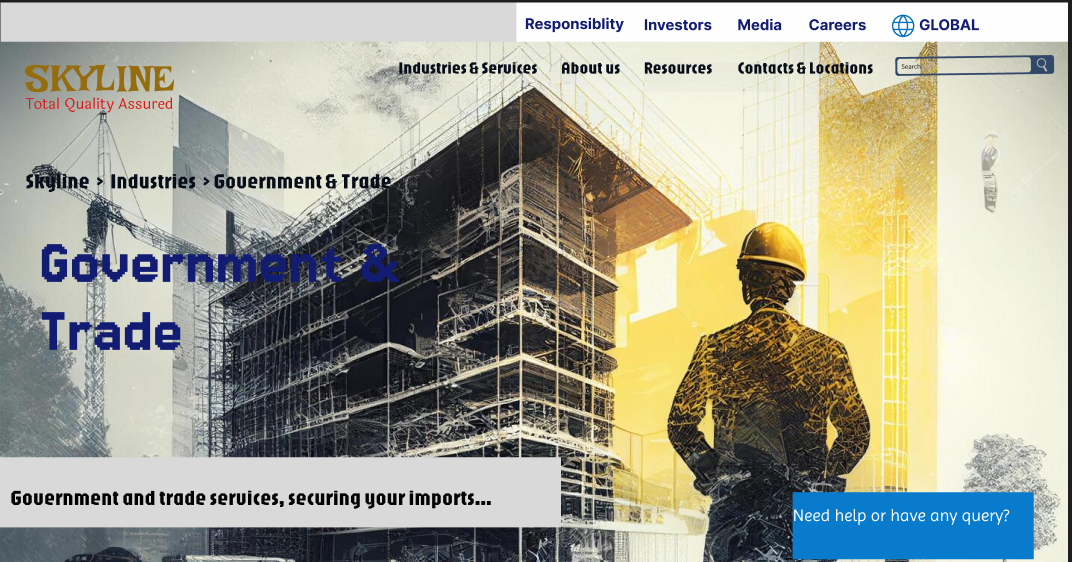 Responsiblity Investors Media Careers GLOBAL
Industries & Services About us Resources Contacts & Locations Search
SKYLINE
Total Quality Assured
Skyline > Industries > Government & Trade
Government &
Trade
Government and trade services, securing your imports...
Need help or have any query?